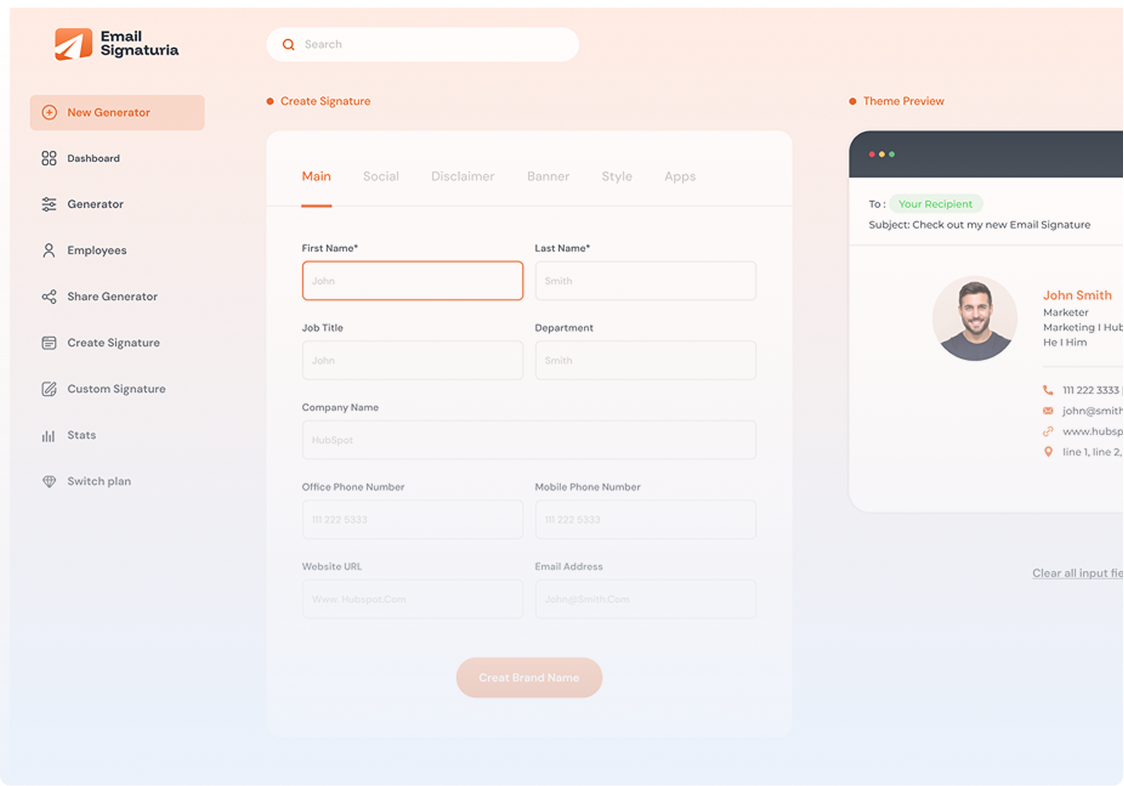 Email
Signaturia
Search
New Generator
Dashboard
Generator
Employees
Share Generator
Create Signature
Custom Signature
Stats
Switch plan
Create Signature
Main Social Disclaimer Banner Style Apps
First Name* Last Name*
John Smith
Job Title Department
John Smith
Company Name
HubSpot
Office Phone Number Mobile Phone Number
111 222 5333 111 222 5333
Website URL Email Address
Www. Hubspot.Com John@Smith.Com
Creat Brand Name
Theme Preview
To : Your Recipient
Subject: Check out my new Email Signature
John Smith
Marketer
Marketing I Hub
He I Him
111 222 3333 |
john@smith
www.hubsp
line 1, line 2,
Clear all input fie